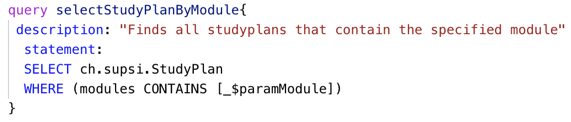 query selectStudyPlanByModule{
description: "Finds all studyplans that contain the specified module"
statement:
SELECT ch.supsi.StudyPlan
WHERE (modules CONTAINS [_$paramModule])
}